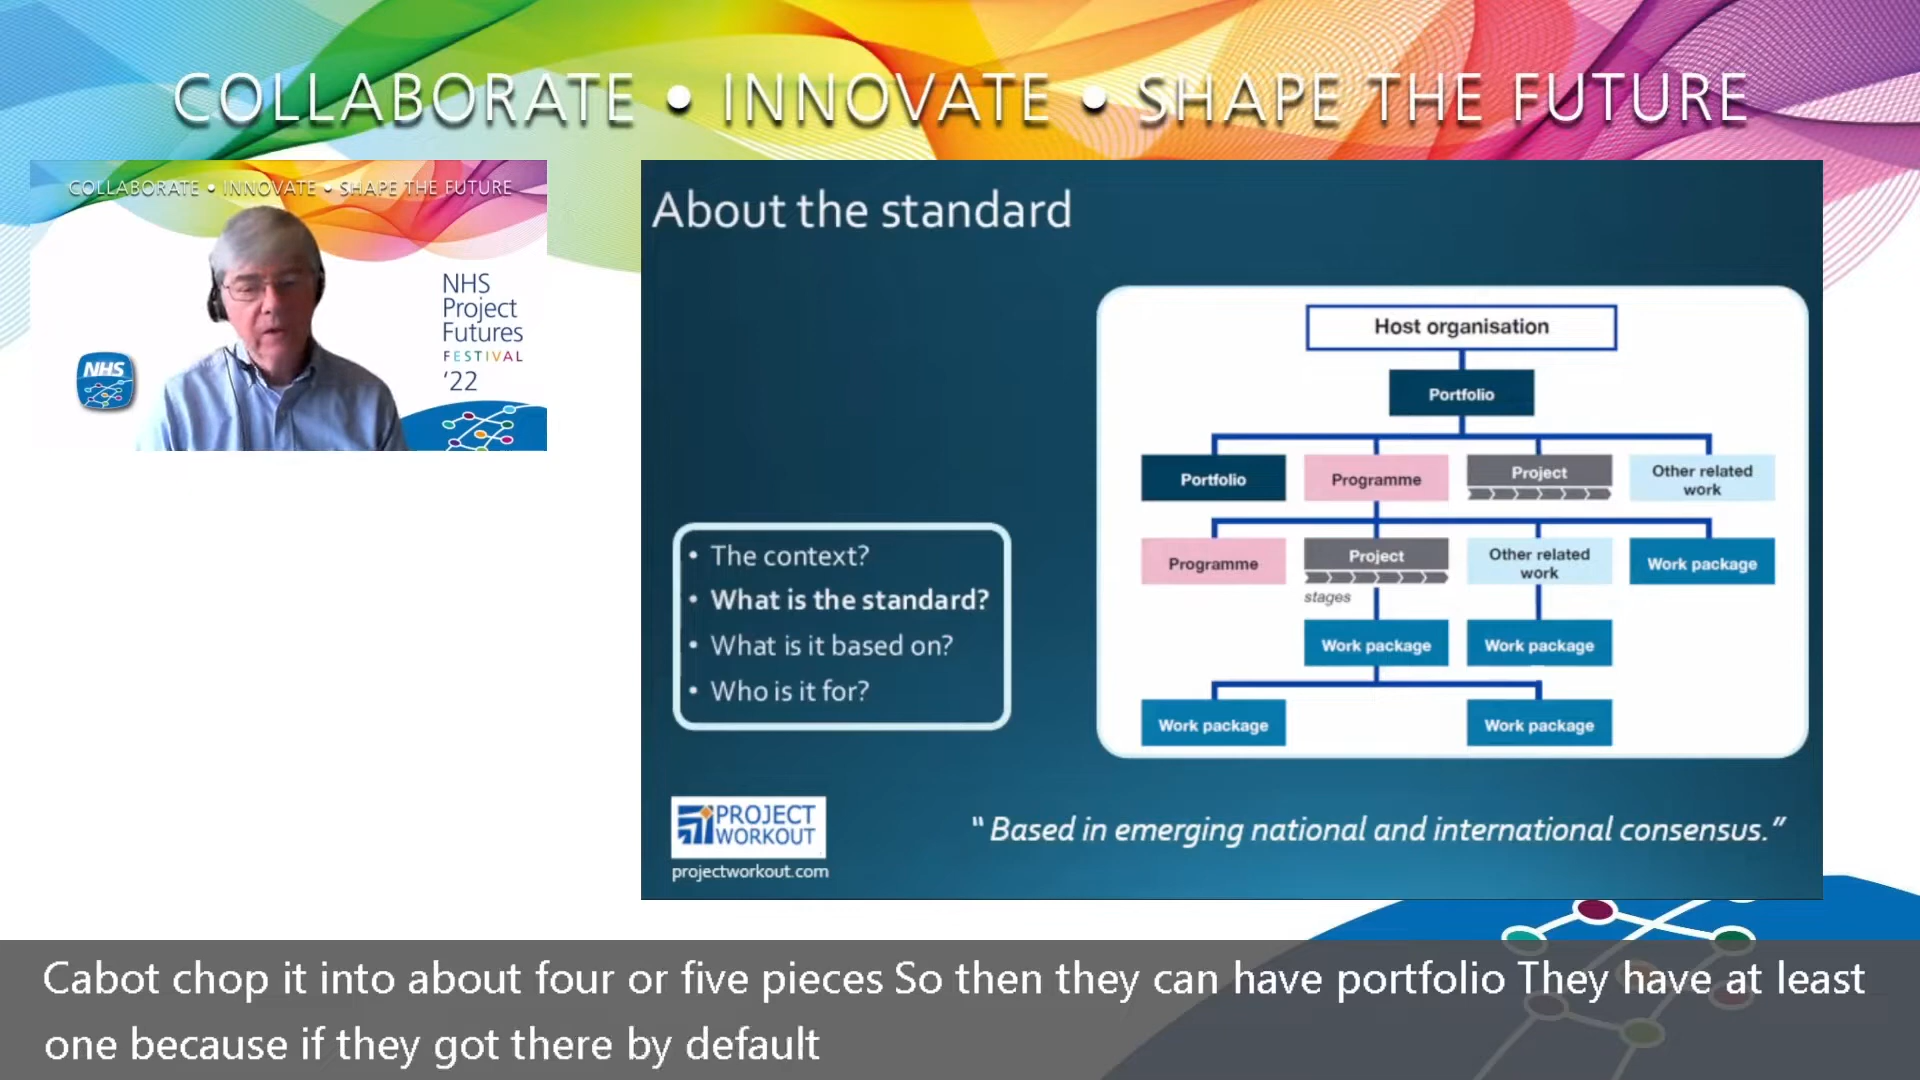 COLLABORATE • INNOVATE • SHAPE THE FUTURE
COLLABORATE • INNOVATE • SHAPE THE FUTURE
NHS
Project
Futures
FESTIVAL
'22
NHS
About the standard
• The context?
• What is the standard?
• What is it based on?
• Who is it for?
Host organisation
Portfolio
Portfolio
Programme
Project
Other related
work
Programme
Project
stages
Other related
work
Work package
Work package
Work package
Work package
Work package
PROJECT
WORKOUT
projectworkout.com
“ Based in emerging national and international consensus.”
Cabot chop it into about four or five pieces So then they can have portfolio They have at least
one because if they got there by default